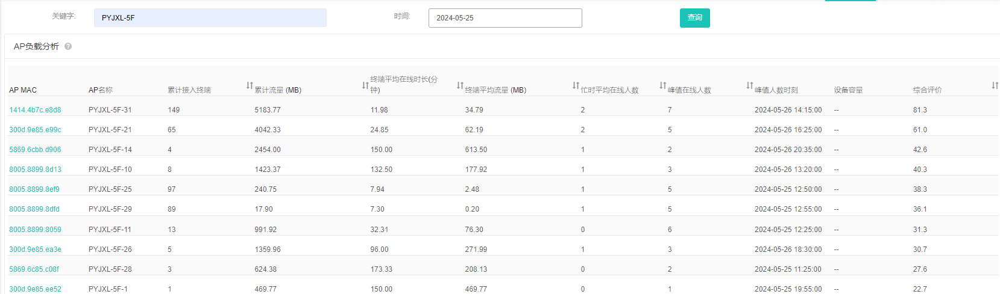 关键字: PYJXL-5F 时间: 2024-05-25 查询
AP负载分析 ?
AP MAC AP名称 累计接入终端 累计流量 (MB) 终端平均在线时长(分钟) 终端平均流量 (MB) 忙时平均在线人数 峰值在线人数 峰值人数时刻 设备容量 综合评价
1414.4b7c.e8d8 PYJXL-5F-31 149 5183.77 11.98 34.79 2 7 2024-05-26 14:15:00 -- 81.3
300d.9e85.e99c PYJXL-5F-21 65 4042.33 24.85 62.19 2 5 2024-05-26 16:25:00 -- 61.0
5869.6cbb.d906 PYJXL-5F-14 4 2454.00 150.00 613.50 1 2 2024-05-26 20:35:00 -- 42.6
8005.8899.8d13 PYJXL-5F-10 8 1423.37 132.50 177.92 1 3 2024-05-26 13:20:00 -- 40.3
8005.8899.8ef9 PYJXL-5F-25 97 240.75 7.94 2.48 1 5 2024-05-25 12:50:00 -- 38.3
8005.8899.8dfd PYJXL-5F-29 89 17.90 7.30 0.20 1 5 2024-05-25 12:55:00 -- 36.1
8005.8899.8059 PYJXL-5F-11 13 991.92 32.31 76.30 0 6 2024-05-25 12:25:00 -- 31.3
300d.9e85.ea3e PYJXL-5F-26 5 1359.96 96.00 271.99 1 3 2024-05-26 18:30:00 -- 30.7
5869.6c85.c08f PYJXL-5F-28 3 624.38 173.33 208.13 0 2 2024-05-25 11:25:00 -- 27.6
300d.9e85.ee52 PYJXL-5F-1 1 469.77 150.00 469.77 0 1 2024-05-25 19:55:00 -- 22.7